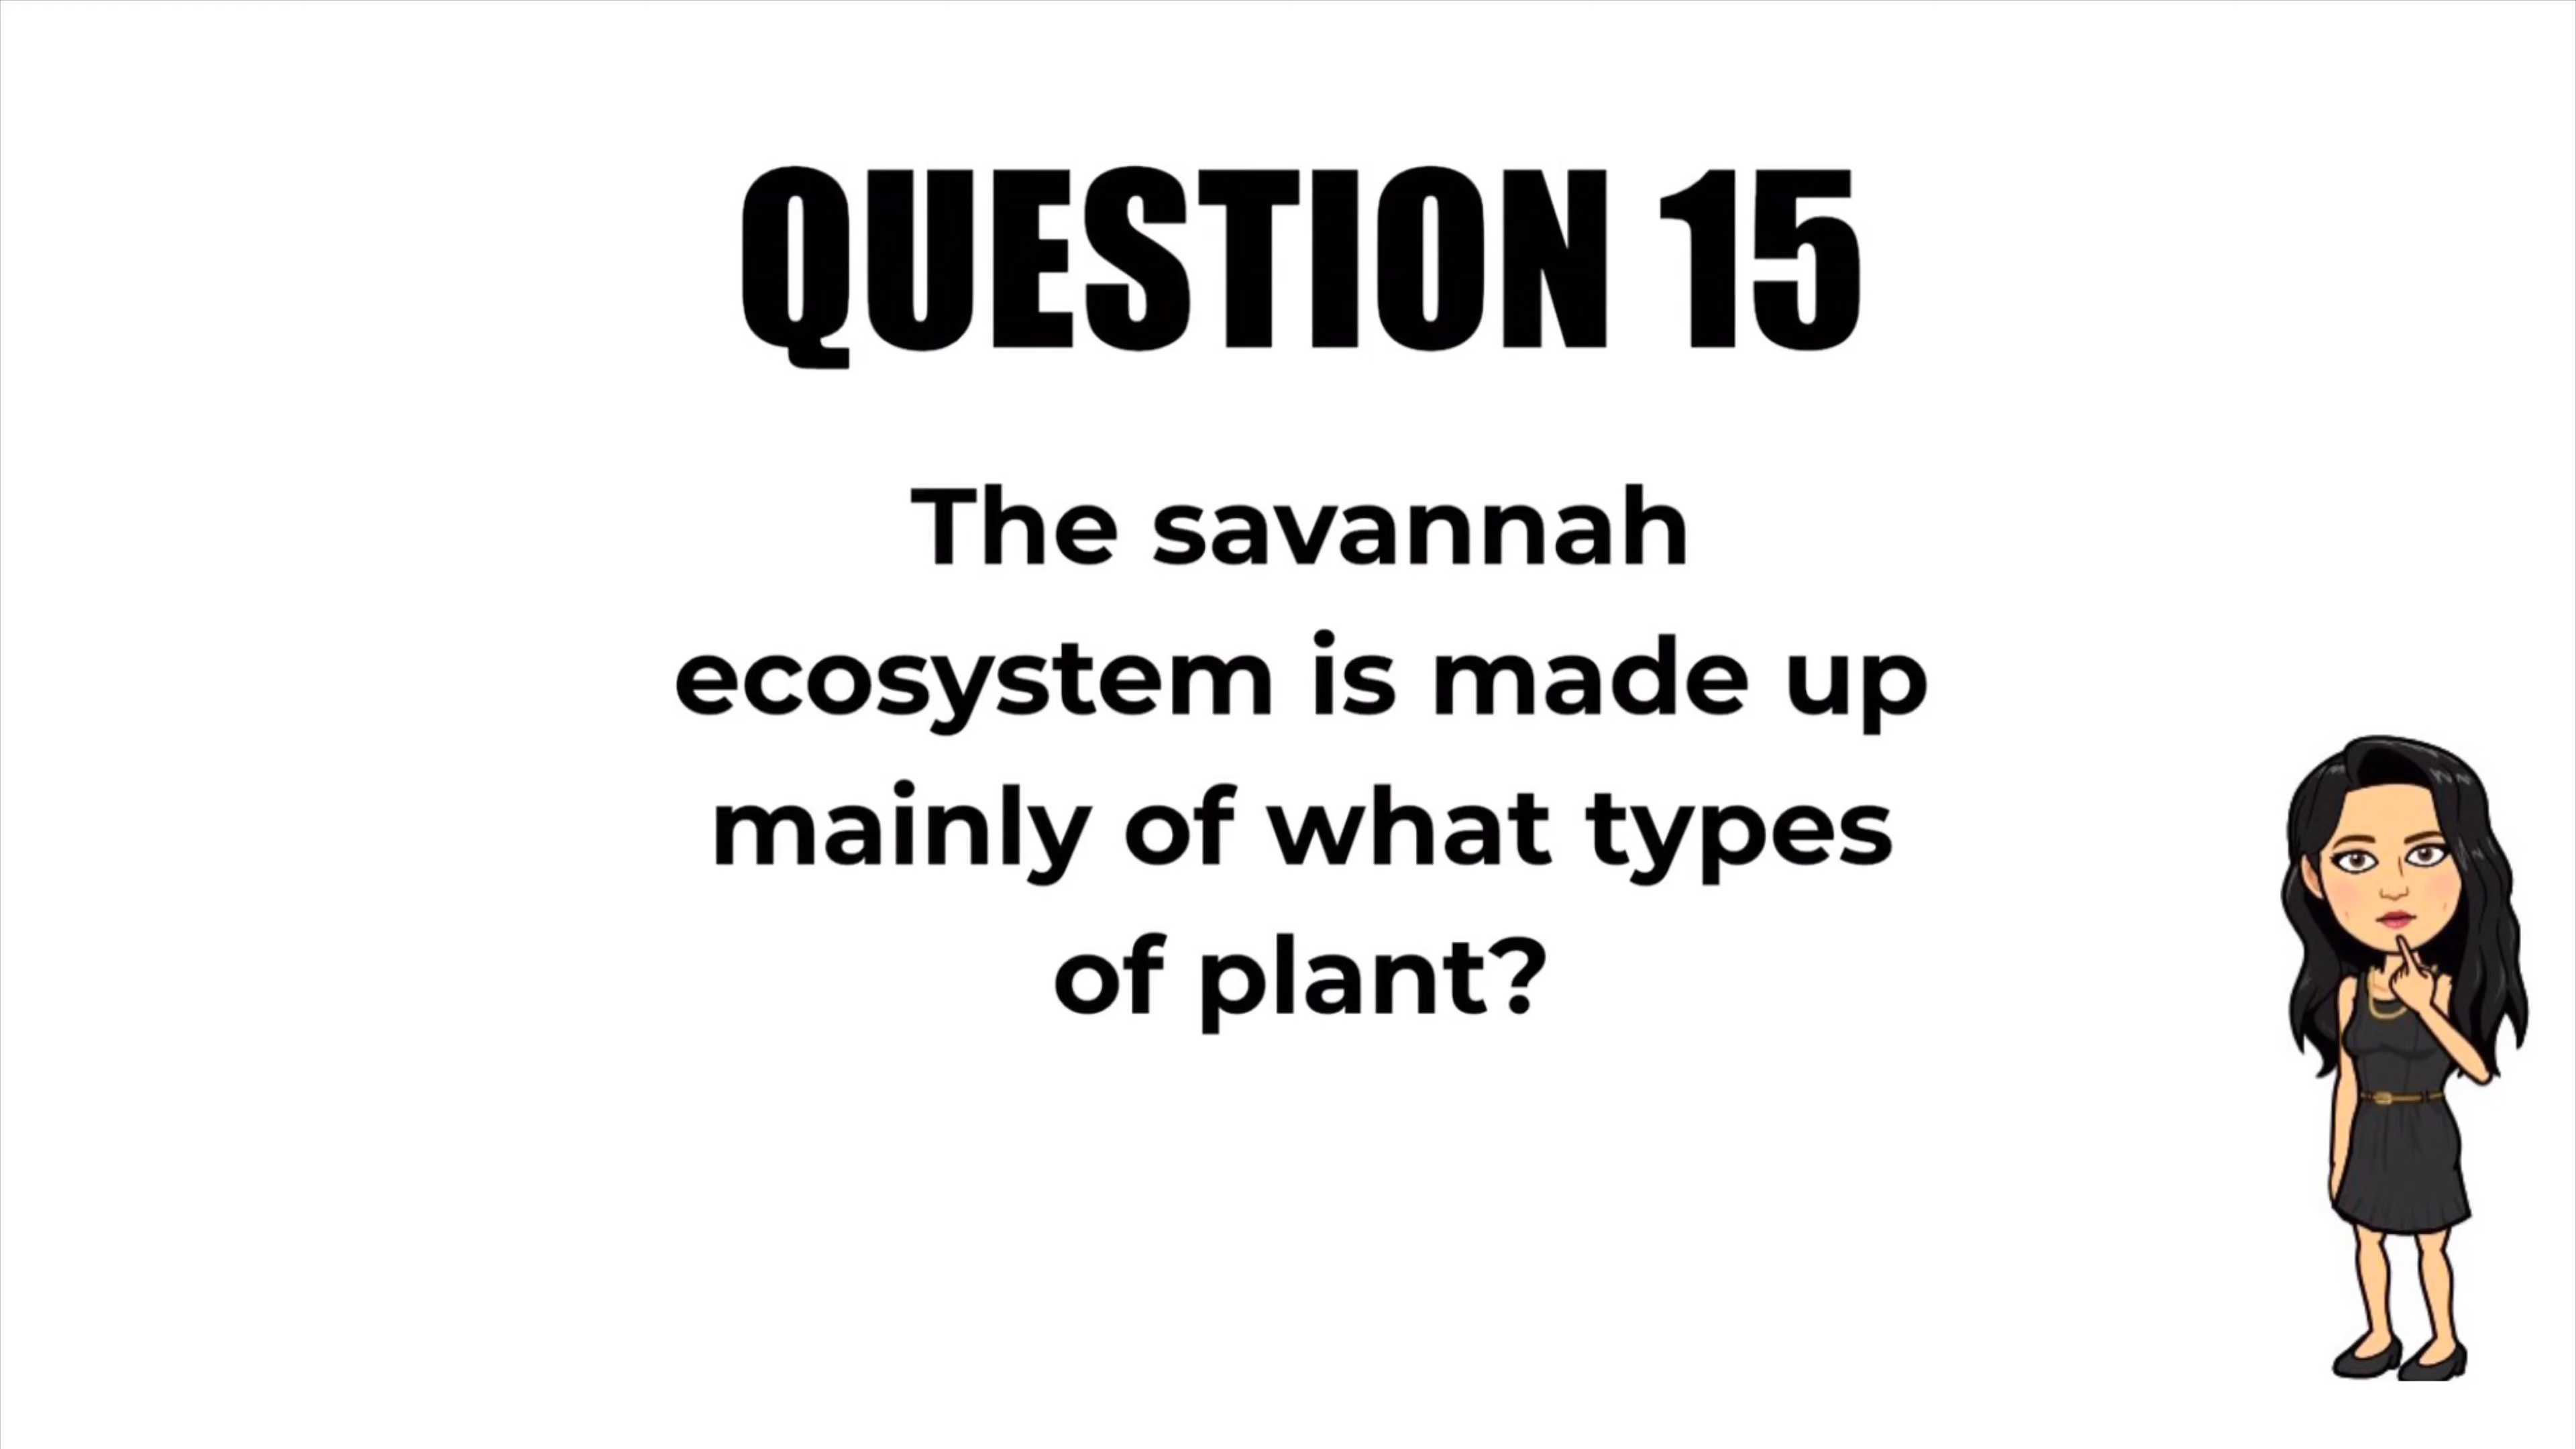 QUESTION 15
The savannah
ecosystem is made up
mainly of what types
of plant?